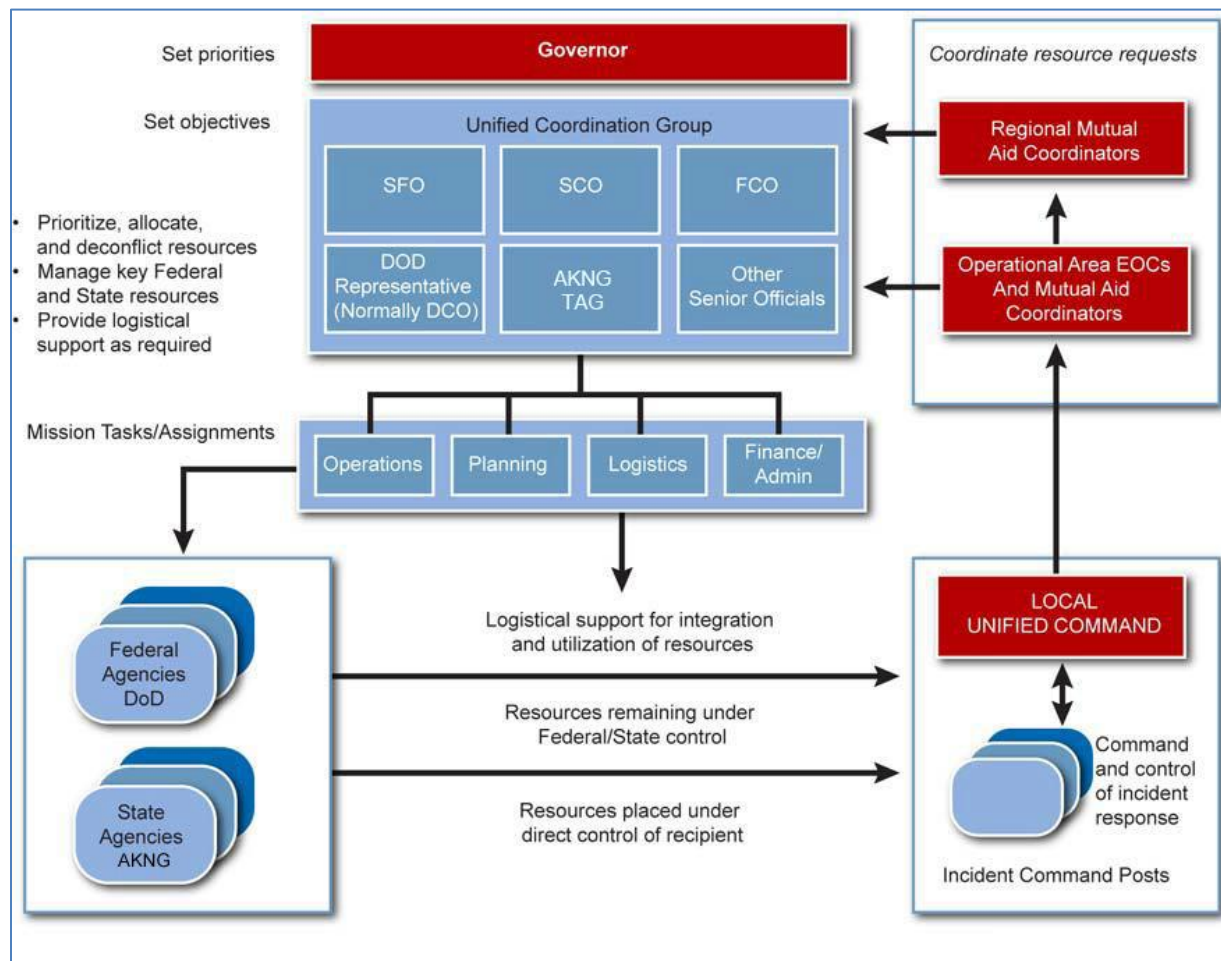 Set priorities
Governor
Coordinate resource requests
Set objectives
Unified Coordination Group
SFO
SCO
FCO
DOD
Representative
(Normally DCO)
AKNG
TAG
Other
Senior Officials
Regional Mutual
Aid Coordinators
Operational Area EOCs
And Mutual Aid
Coordinators
• Prioritize, allocate,
and deconflict resources
• Manage key Federal
and State resources
• Provide logistical
support as required
Mission Tasks/Assignments
Operations
Planning
Logistics
Finance/
Admin
Federal
Agencies
DoD
State
Agencies
AKNG
Logistical support for integration
and utilization of resources
Resources remaining under
Federal/State control
Resources placed under
direct control of recipient
LOCAL
UNIFIED COMMAND
Command
and control
of incident
response
Incident Command Posts